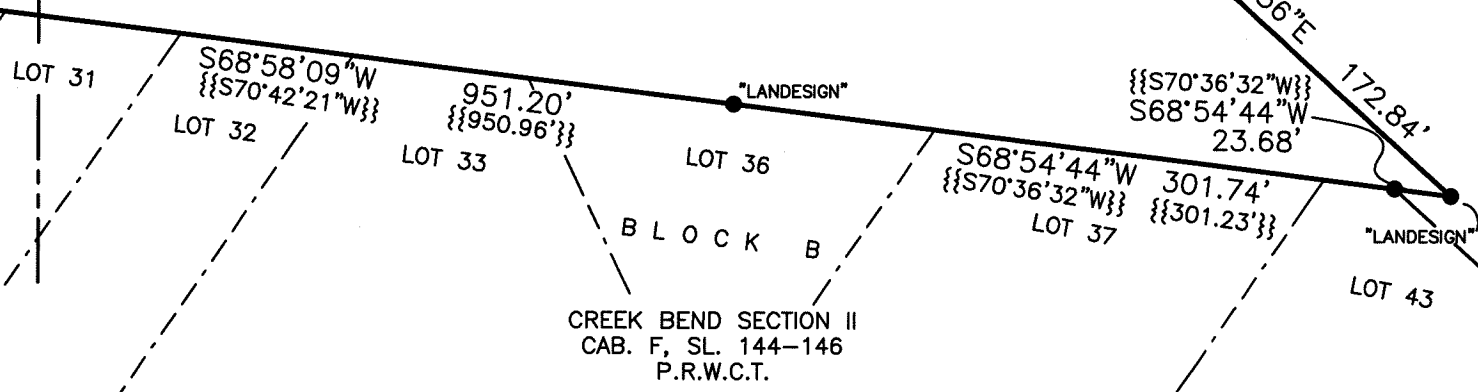 LOT 31
S68°58'09"W
{{S70°42'21"W}}
LOT 32
951.20'
{{950.96'}}
LOT 33
"LANDESIGN"
LOT 36
BLOCK B
CREEK BEND SECTION II
CAB. F, SL. 144-146
P.R.W.C.T.
S68°54'44"W
{{S70°36'32"W}}
301.74'
{{301.23'}}
LOT 37
{{S70°36'32"W}}
S68°54'44"W
23.68'
56"E
172.84'
"LANDESIGN"
LOT 43